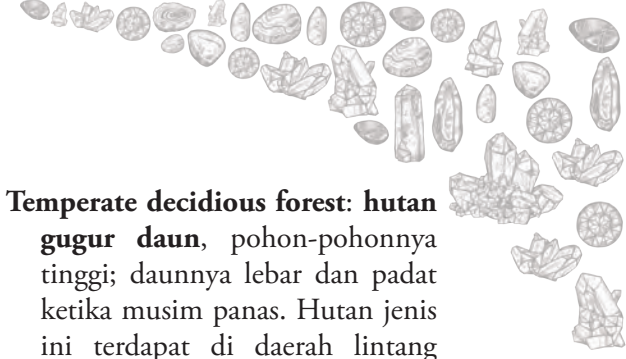 Temperate decidious forest: hutan
gugur daun, pohon-pohonnya
tinggi; daunnya lebar dan padat
ketika musim panas. Hutan jenis
ini terdapat di daerah lintang